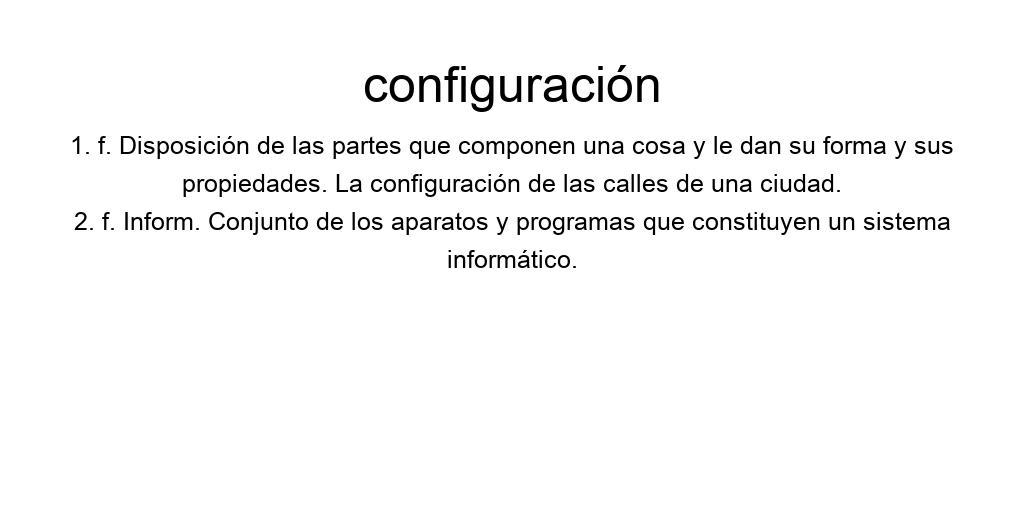 configuración
1. f. Disposición de las partes que componen una cosa y le dan su forma y sus
propiedades. La configuración de las calles de una ciudad.
2. f. Inform. Conjunto de los aparatos y programas que constituyen un sistema
informático.